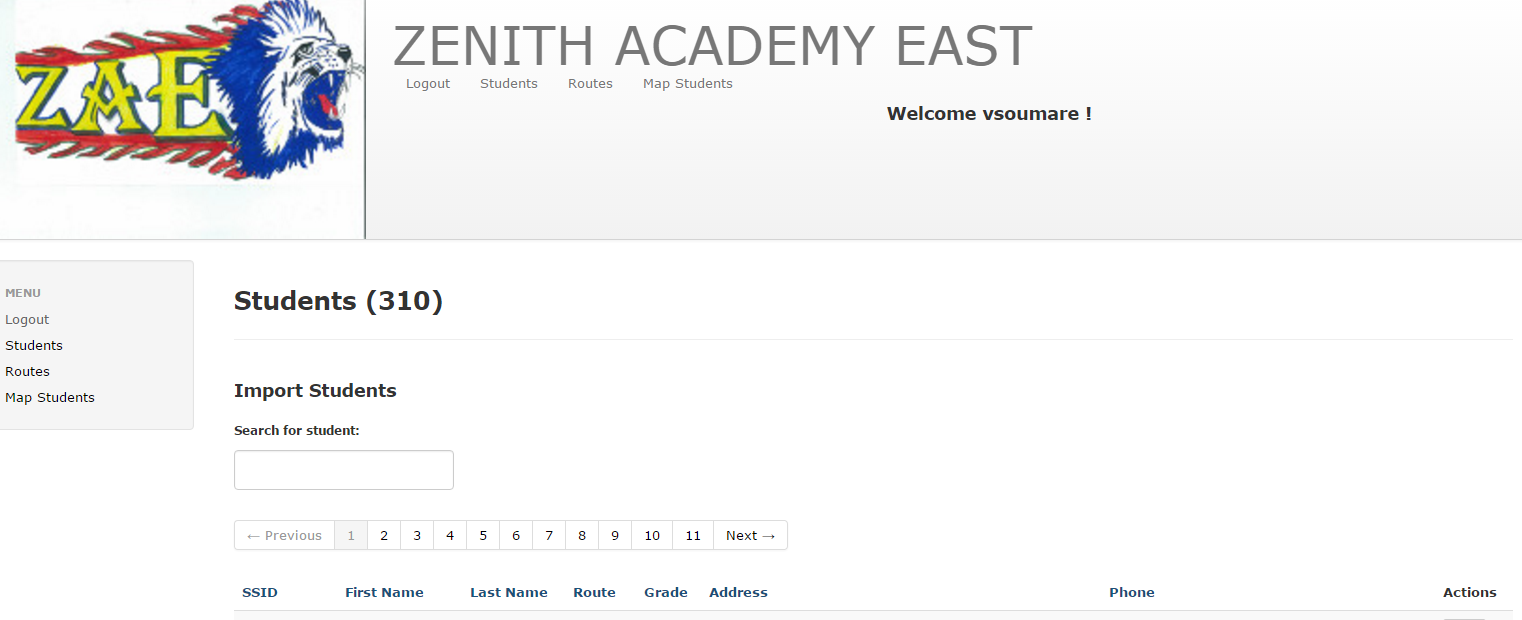 ZAE
ZENITH ACADEMY EAST
Logout Students Routes Map Students
Welcome vsoumare !
MENU
Logout
Students
Routes
Map Students
Students (310)
Import Students
Search for student:
← Previous 1 2 3 4 5 6 7 8 9 10 11 Next →
SSID First Name Last Name Route Grade Address Phone Actions